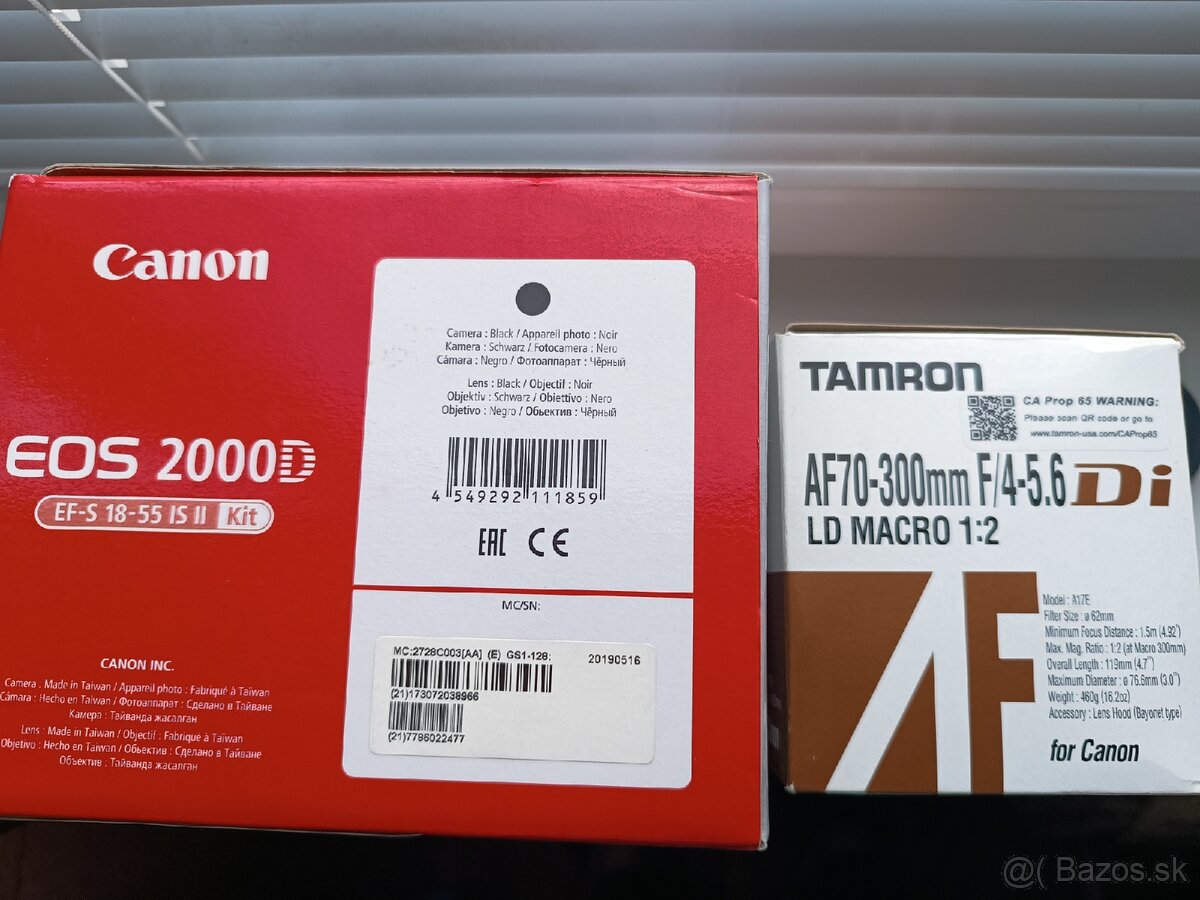 Canon
EOS 2000D
EF-S 18-55 IS II Kit
CANON INC.
Camera : Made in Taiwan / Appareil photo : Fabriqué à Taiwan
Cámara : Hecho en Taiwan / Фотоаппарат : Сделано в Тайване
Камера : Тайванда жасалған
Lens : Made in Taiwan / Objectif : Fabriqué à Taiwan
Objetivo : Hecho en Taiwan / Объектив : Сделано в Тайване
Объектив : Тайванда жасалған
Camera : Black / Appareil photo : Noir
Kamera : Schwarz / Fotocamera : Nero
Cámara : Negro / Фотоаппарат : Чёрный
Lens : Black / Objectif : Noir
Objektiv : Schwarz / Obiettivo : Nero
Objetivo : Negro / Объектив : Чёрный
4 549292 111859
EAC CE
MC/SN:
MC:2728C003[AA] (E) GS1-128; 20190516
(21)173072038966
(21)7796022477
TAMRON
CA Prop 65 WARNING:
Please scan QR code or go to
www.tamron-usa.com/CAProp65
AF70-300mm F/4-5.6 Di
LD MACRO 1:2
AF
Model : A17E
Filter Size : ø 62mm
Minimum Focus Distance : 1.5m (4.92')
Max. Mag. Ratio : 1:2 (at Macro 300mm)
Overall Length : 119mm (4.7")
Maximum Diameter : ø 76.6mm (3.0")
Weight : 460g (16.2oz)
Accessory : Lens Hood (Bayonet type)
for Canon
@( Bazos.sk